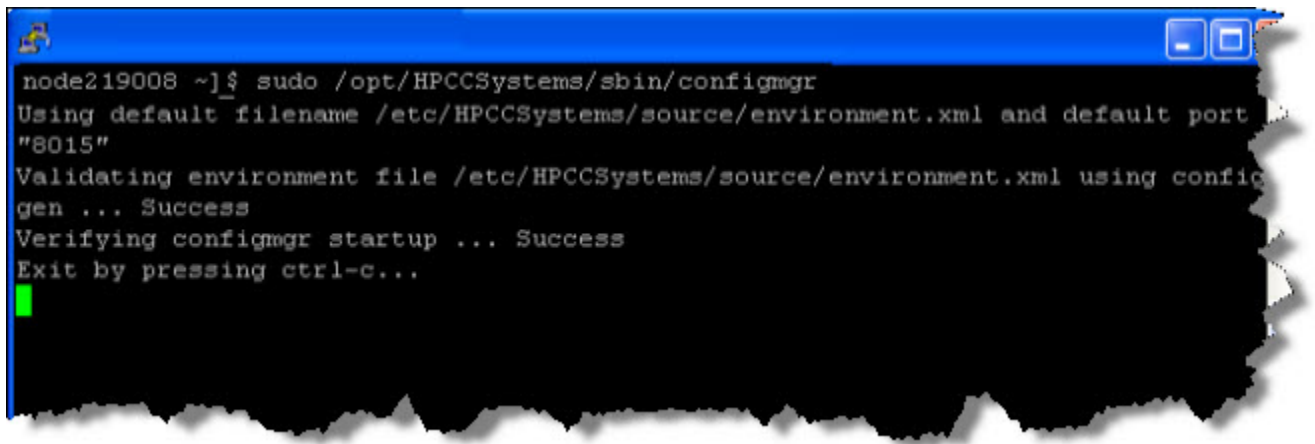 node219008 ~]$ sudo /opt/HPCCSystems/sbin/configmgr
Using default filename /etc/HPCCSystems/source/environment.xml and default port
"8015"
Validating environment file /etc/HPCCSystems/source/environment.xml using config
gen ... Success
Verifying configmgr startup ... Success
Exit by pressing ctrl-c...